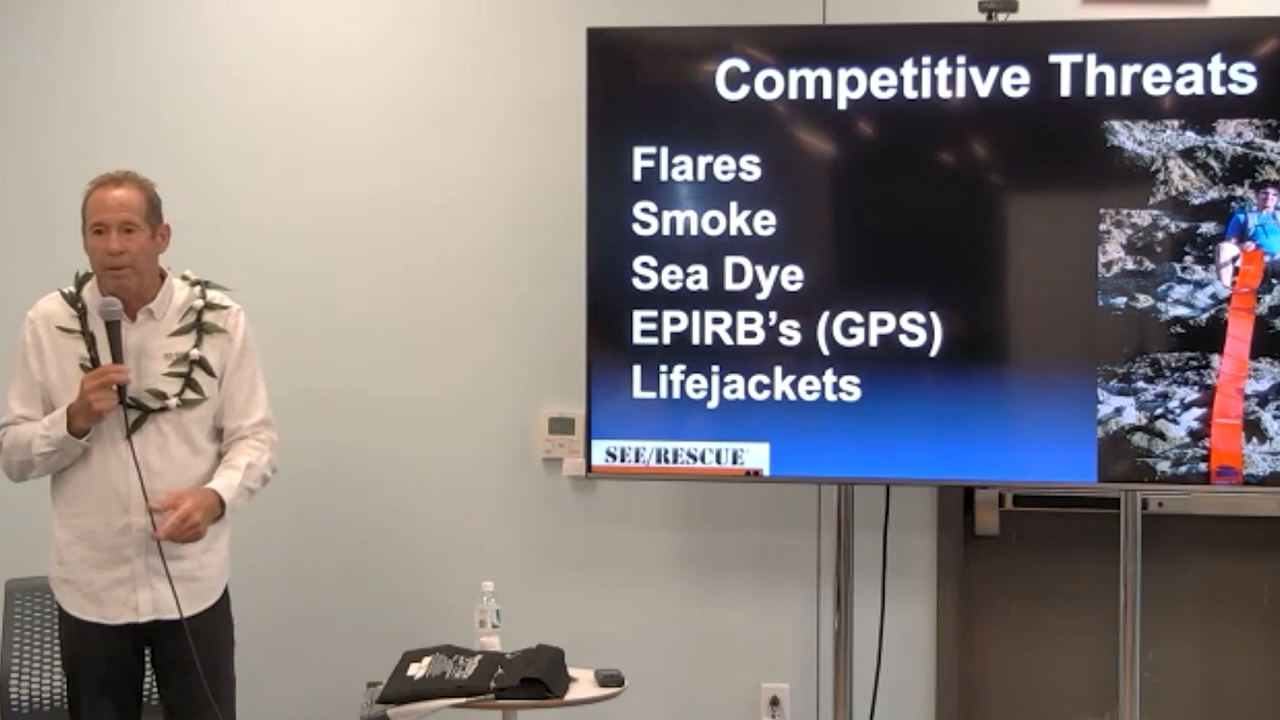 Competitive Threats
Flares
Smoke
Sea Dye
EPIRB's (GPS)
Lifejackets
SEE/RESCUE